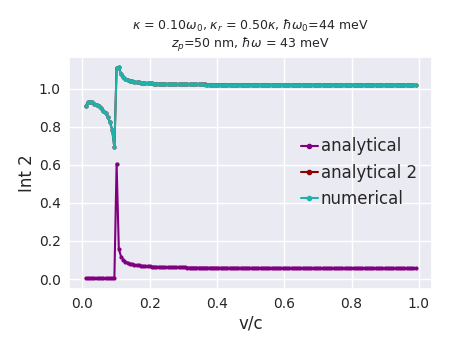 κ = 0.10ω₀, κᵣ = 0.50κ, ℏω₀=44 meV
zₚ=50 nm, ℏω = 43 meV
1.0
0.8
0.6
0.4
0.2
0.0
Int 2
analytical
analytical 2
numerical
0.0 0.2 0.4 0.6 0.8 1.0
v/c